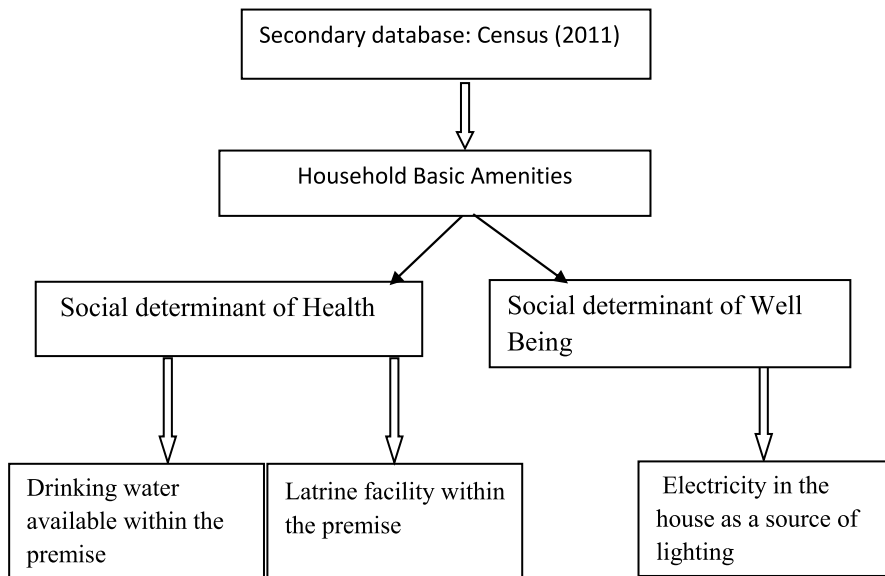 Secondary database: Census (2011)
Household Basic Amenities
Social determinant of Health
Social determinant of Well
Being
Drinking water
available within the
premise
Latrine facility within
the premise
Electricity in the
house as a source of
lighting